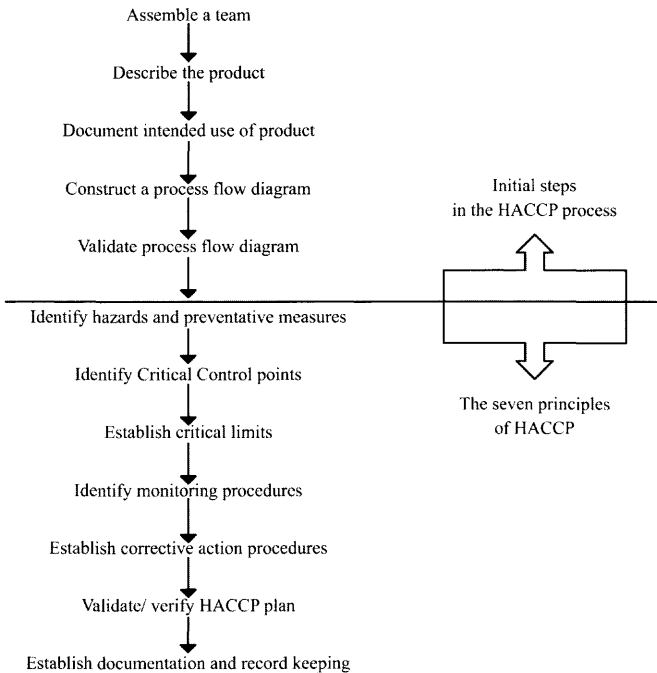 Assemble a team
Describe the product
Document intended use of product
Construct a process flow diagram
Validate process flow diagram
Initial steps
in the HACCP process
Identify hazards and preventative measures
Identify Critical Control points
Establish critical limits
Identify monitoring procedures
Establish corrective action procedures
Validate/ verify HACCP plan
Establish documentation and record keeping
The seven principles
of HACCP